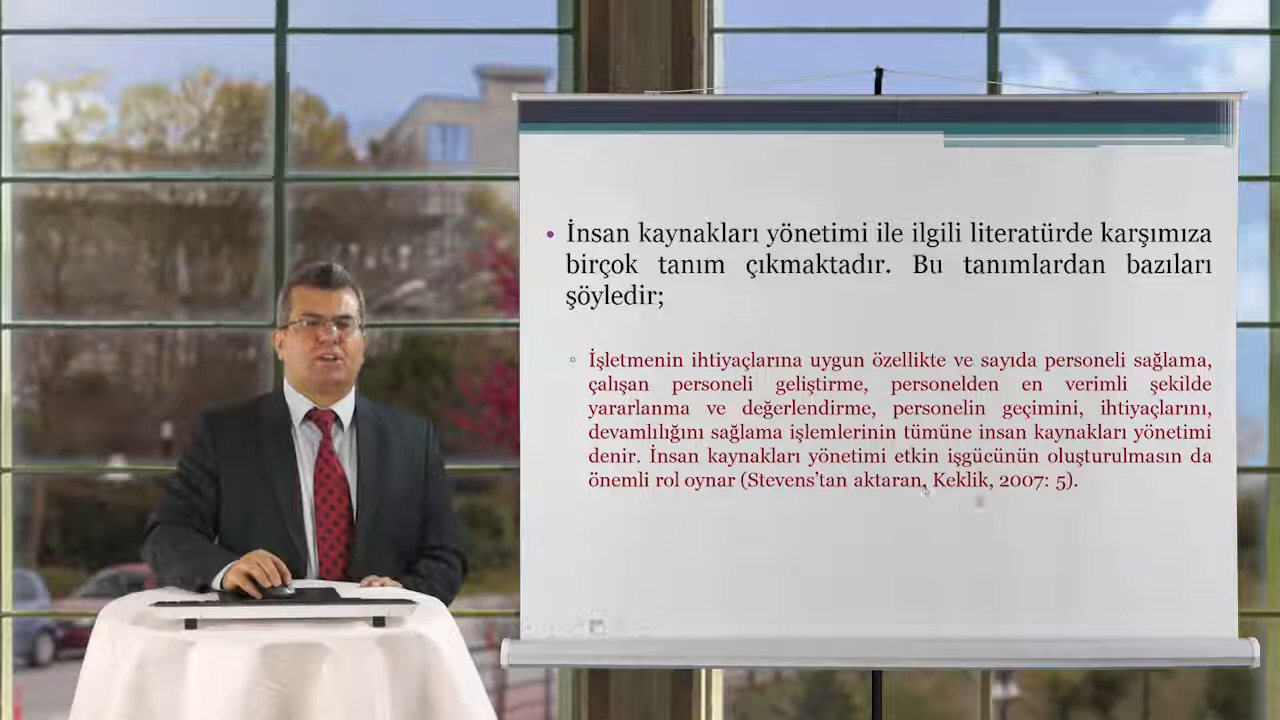 • İnsan kaynakları yönetimi ile ilgili literatürde karşımıza
birçok tanım çıkmaktadır. Bu tanımlardan bazıları
şöyledir;
▫ İşletmenin ihtiyaçlarına uygun özellikte ve sayıda personeli sağlama,
çalışan personeli geliştirme, personelden en verimli şekilde
yararlanma ve değerlendirme, personelin geçimini, ihtiyaçlarını,
devamlılığını sağlama işlemlerinin tümüne insan kaynakları yönetimi
denir. İnsan kaynakları yönetimi etkin işgücünün oluşturulmasın da
önemli rol oynar (Stevens’tan aktaran, Keklik, 2007: 5).